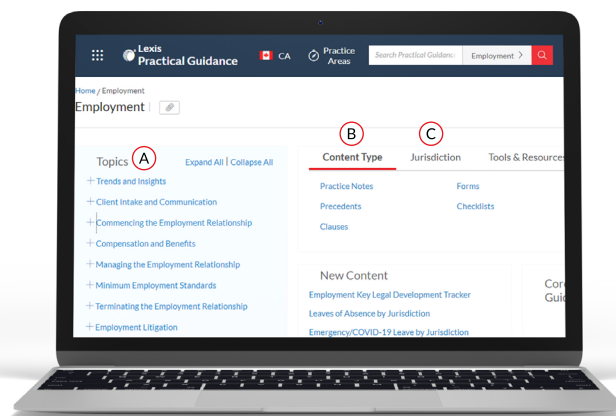 Lexis
Practical Guidance
CA
Practice
Areas
Search Practical Guidance
Employment >
Home / Employment
Employment
A
B
C
Topics
Expand All | Collapse All
Trends and Insights
Client Intake and Communication
Commencing the Employment Relationship
Compensation and Benefits
Managing the Employment Relationship
Minimum Employment Standards
Terminating the Employment Relationship
Employment Litigation
Content Type
Jurisdiction
Tools & Resources
Practice Notes
Forms
Precedents
Checklists
Clauses
New Content
Employment Key Legal Development Tracker
Leaves of Absence by Jurisdiction
Emergency/COVID-19 Leave by Jurisdiction